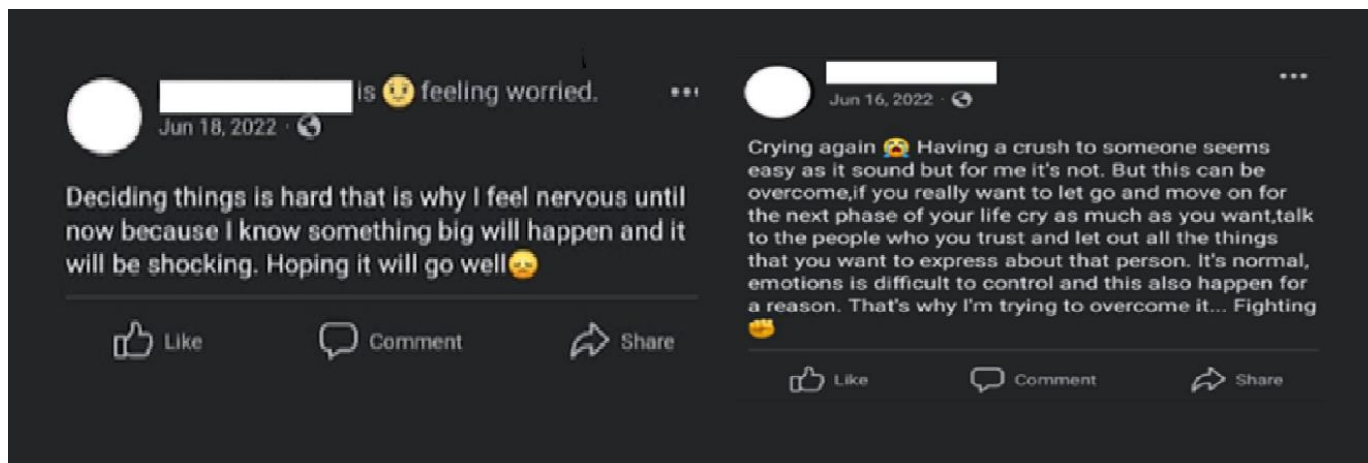 is 😟 feeling worried.
Jun 18, 2022 ·
Deciding things is hard that is why I feel nervous until
now because I know something big will happen and it
will be shocking. Hoping it will go well😞
Like Comment Share
Jun 16, 2022 ·
Crying again 😭 Having a crush to someone seems
easy as it sound but for me it's not. But this can be
overcome,if you really want to let go and move on for
the next phase of your life cry as much as you want,talk
to the people who you trust and let out all the things
that you want to express about that person. It's normal,
emotions is difficult to control and this also happen for
a reason. That's why I'm trying to overcome it... Fighting
✊
Like Comment Share